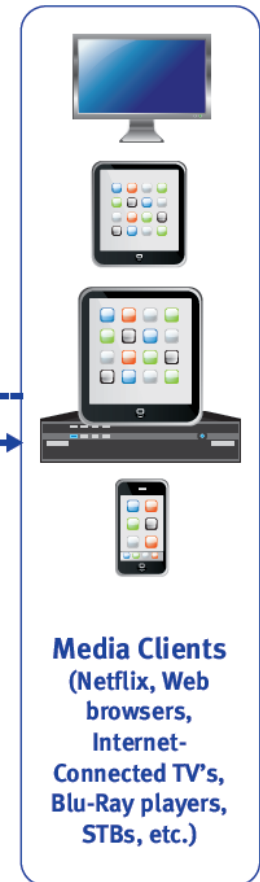 Media Clients
(Netflix, Web
browsers,
Internet-
Connected TV's,
Blu-Ray players,
STBs, etc.)